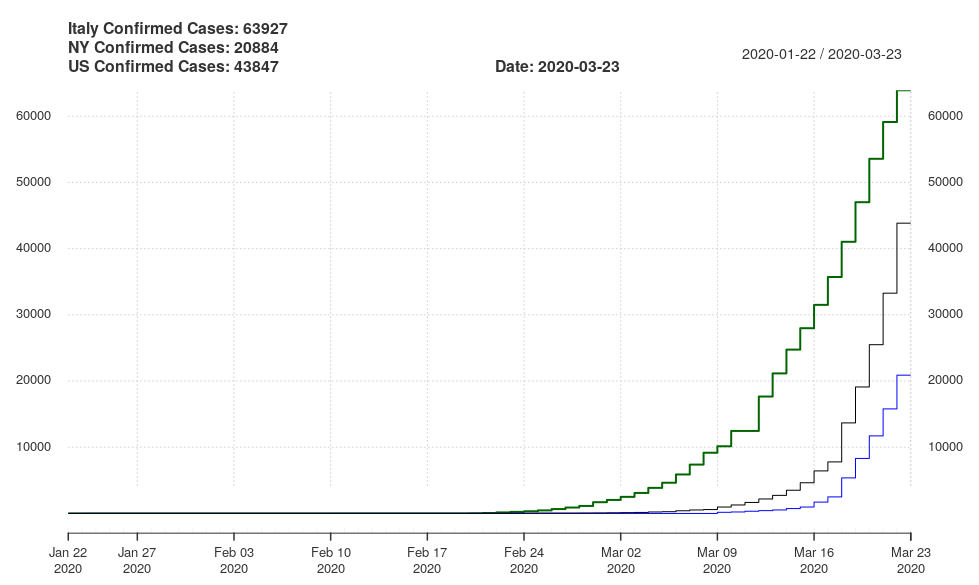 Italy Confirmed Cases: 63927
NY Confirmed Cases: 20884
US Confirmed Cases: 43847
Date: 2020-03-23
2020-01-22 / 2020-03-23
60000 60000
50000 50000
40000 40000
30000 30000
20000 20000
10000 10000
Jan 22 Jan 27 Feb 03 Feb 10 Feb 17 Feb 24 Mar 02 Mar 09 Mar 16 Mar 23
2020 2020 2020 2020 2020 2020 2020 2020 2020 2020